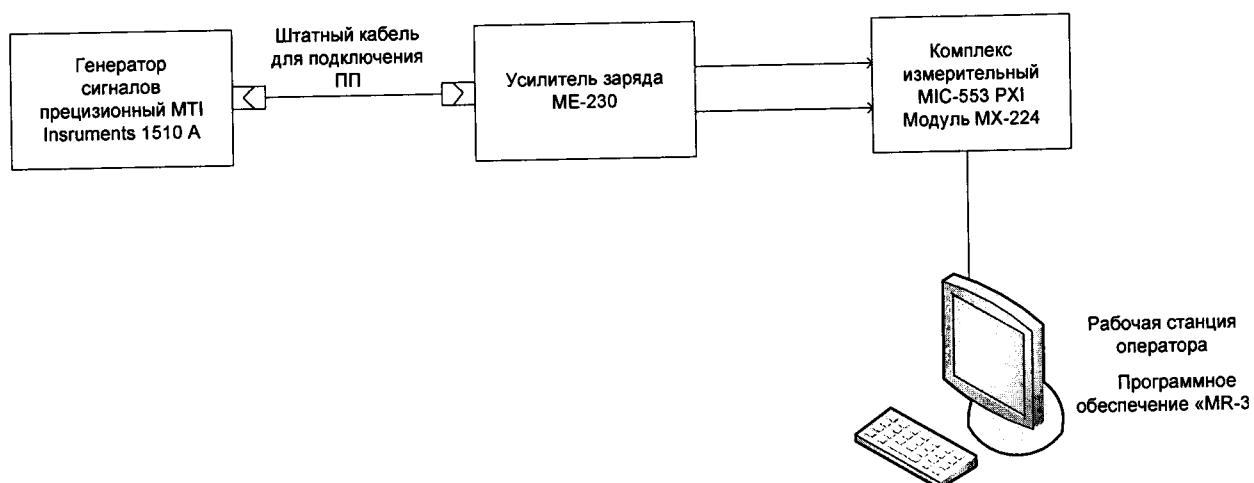 Генератор
сигналов
прецизионный MTI
Insruments 1510 A
Штатный кабель
для подключения
ПП
Усилитель заряда
ME-230
Комплекс
измерительный
MIC-553 PXI
Модуль MX-224
Рабочая станция
оператора
Программное
обеспечение «MR-3